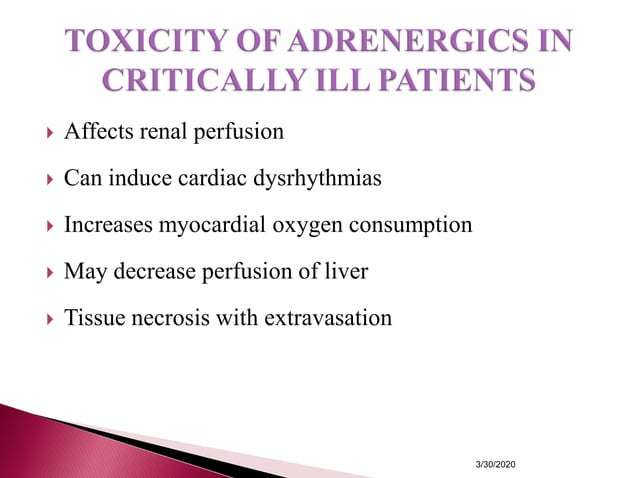 TOXICITY OF ADRENERGICS IN
CRITICALLY ILL PATIENTS
Affects renal perfusion
Can induce cardiac dysrhythmias
Increases myocardial oxygen consumption
May decrease perfusion of liver
Tissue necrosis with extravasation
3/30/2020